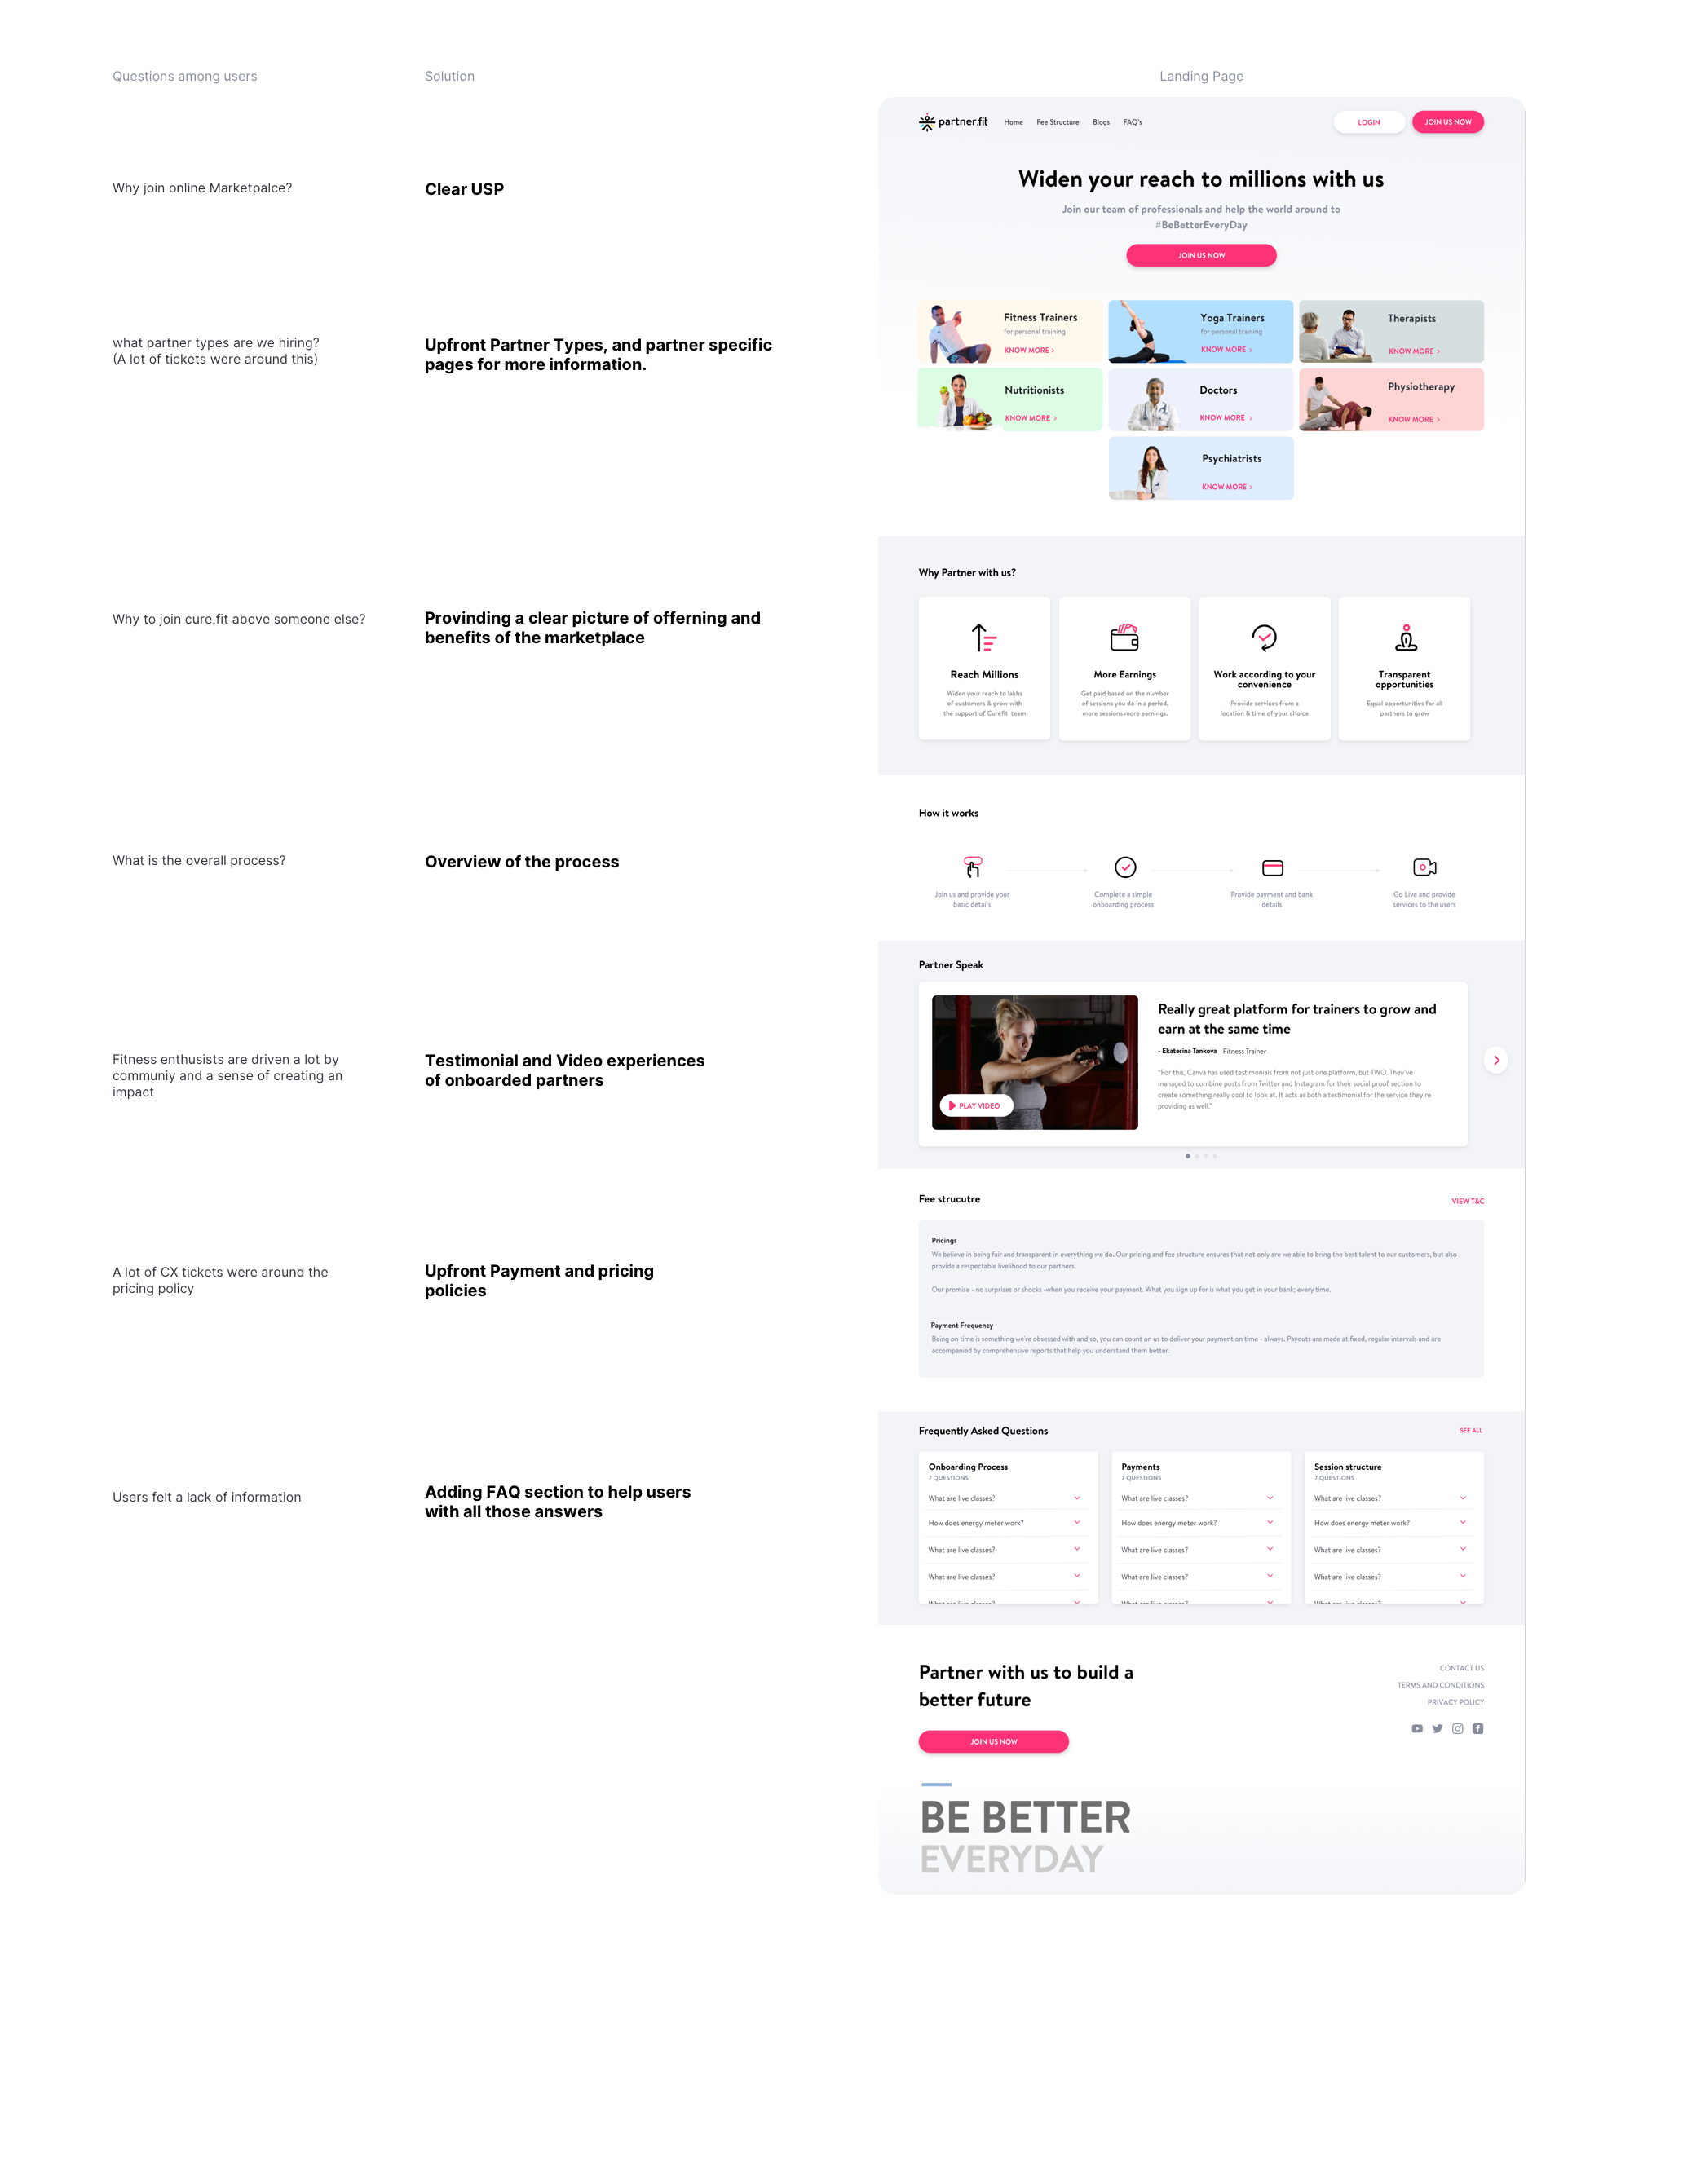 Questions among users
Solution
Landing Page
partner.fit
Home
Fee Structure
Blogs
FAQ's
LOGIN
JOIN US NOW
Why join online Marketpalce?
Clear USP
Widen your reach to millions with us
Join our team of professionals and help the world around to
#BeBetterEveryDay
JOIN US NOW
what partner types are we hiring?
(A lot of tickets were around this)
Upfront Partner Types, and partner specific
pages for more information.
Fitness Trainers
for personal training
KNOW MORE >
Yoga Trainers
for personal training
KNOW MORE >
Therapists
KNOW MORE >
Nutritionists
KNOW MORE >
Doctors
KNOW MORE >
Physiotherapy
KNOW MORE >
Psychiatrists
KNOW MORE >
Why to join cure.fit above someone else?
Provinding a clear picture of offerning and
benefits of the marketplace
Why Partner with us?
Reach Millions
Widen your reach to lakhs
of customers & grow with
the support of Curefit team
More Earnings
Get paid based on the number
of sessions you do in a period,
more sessions more earnings.
Work according to your
convenience
Provide services from a
location & time of your choice
Transparent
opportunities
Equal opportunities for all
partners to grow
What is the overall process?
Overview of the process
How it works
Join us and provide your
basic details
Complete a simple
onboarding process
Provide payment and bank
details
Go Live and provide
services to the users
Fitness enthusists are driven a lot by
communiy and a sense of creating an
impact
Testimonial and Video experiences
of onboarded partners
Partner Speak
PLAY VIDEO
Really great platform for trainers to grow and
earn at the same time
- Ekaterina Tankova Fitness Trainer
"For this, Canva has used testimonials from not just one platform, but TWO. They've
managed to combine posts from Twitter and Instagram for their social proof section to
create something really cool to look at. It acts as both a testimonial for the service they're
providing as well."
A lot of CX tickets were around the
pricing policy
Upfront Payment and pricing
policies
Fee strucutre
VIEW T&C
Pricings
We believe in being fair and transparent in everything we do. Our pricing and fee structure ensures that not only are we able to bring the best talent to our customers, but also
provide a respectable livelihood to our partners.
Our promise - no surprises or shocks -when you receive your payment. What you sign up for is what you get in your bank; every time.
Payment Frequency
Being on time is something we're obsessed with and so, you can count on us to deliver your payment on time - always. Payouts are made at fixed, regular intervals and are
accompanied by comprehensive reports that help you understand them better.
Users felt a lack of information
Adding FAQ section to help users
with all those answers
Frequently Asked Questions
SEE ALL
Onboarding Process
7 QUESTIONS
What are live classes?
How does energy meter work?
What are live classes?
What are live classes?
What are live classes?
Payments
7 QUESTIONS
What are live classes?
How does energy meter work?
What are live classes?
What are live classes?
What are live classes?
Session structure
7 QUESTIONS
What are live classes?
How does energy meter work?
What are live classes?
What are live classes?
What are live classes?
Partner with us to build a
better future
JOIN US NOW
CONTACT US
TERMS AND CONDITIONS
PRIVACY POLICY
BE BETTER
EVERYDAY